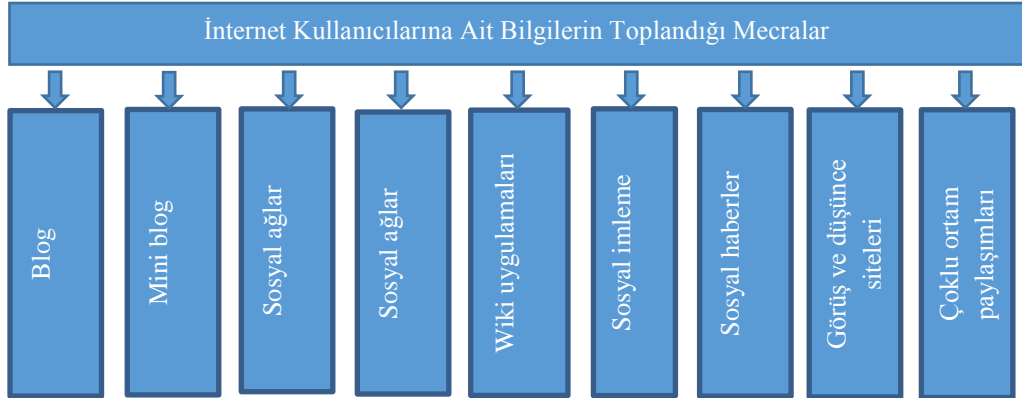 İnternet Kullanıcılarına Ait Bilgilerin Toplandığı Mecralar
Blog
Mini blog
Sosyal ağlar
Sosyal ağlar
Wiki uygulamaları
Sosyal imleme
Sosyal haberler
Görüş ve düşünce
siteleri
Çoklu ortam
paylaşımları